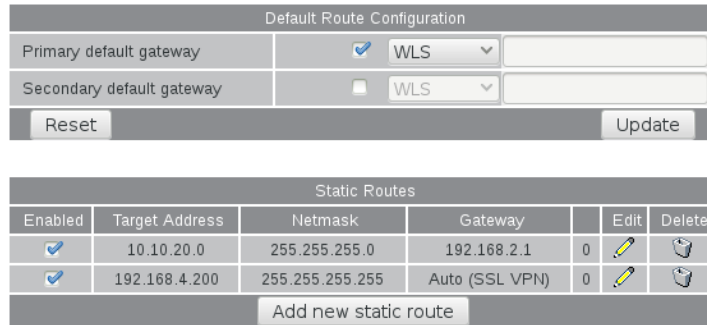 Default Route Configuration
Primary default gateway WLS
Secondary default gateway WLS
Reset Update
Static Routes
Enabled Target Address Netmask Gateway Edit Delete
10.10.20.0 255.255.255.0 192.168.2.1 0
192.168.4.200 255.255.255.255 Auto (SSL VPN) 0
Add new static route